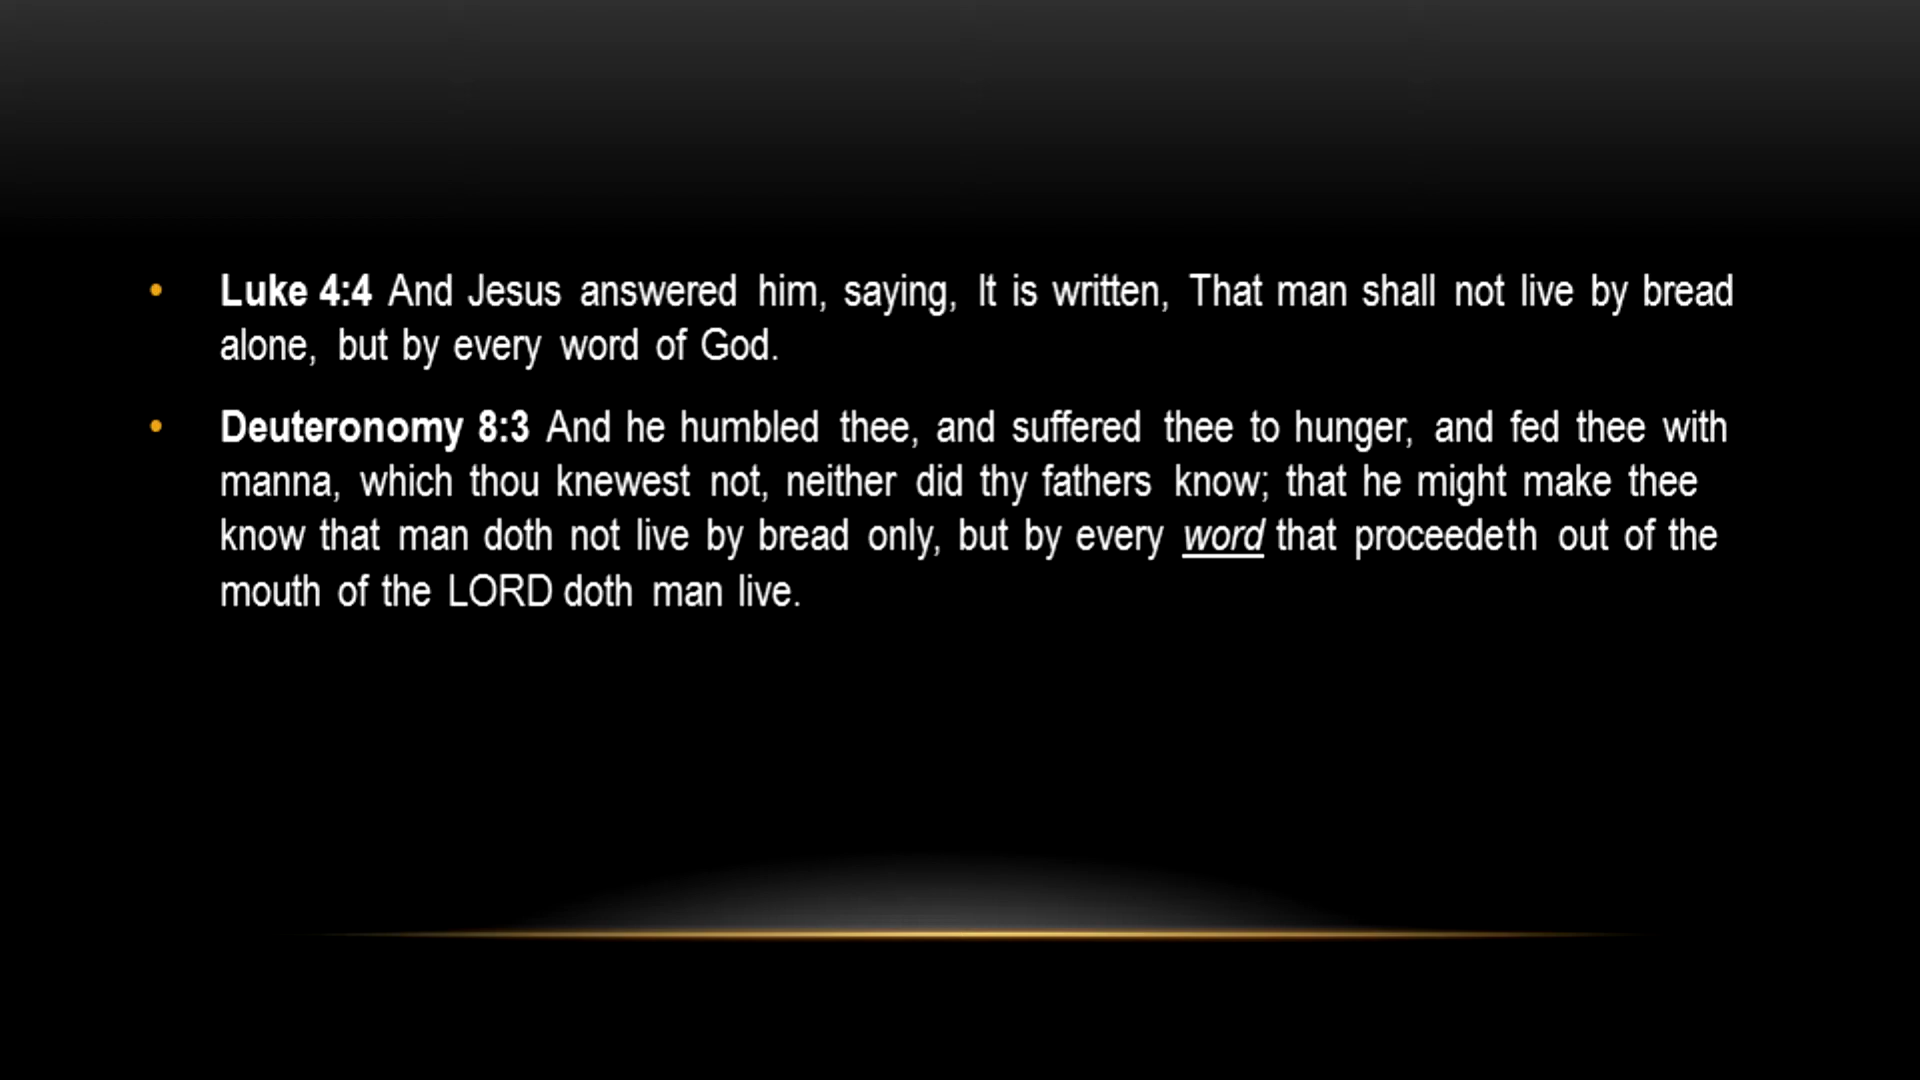 • Luke 4:4 And Jesus answered him, saying, It is written, That man shall not live by bread
alone, but by every word of God.
• Deuteronomy 8:3 And he humbled thee, and suffered thee to hunger, and fed thee with
manna, which thou knewest not, neither did thy fathers know; that he might make thee
know that man doth not live by bread only, but by every word that proceedeth out of the
mouth of the LORD doth man live.